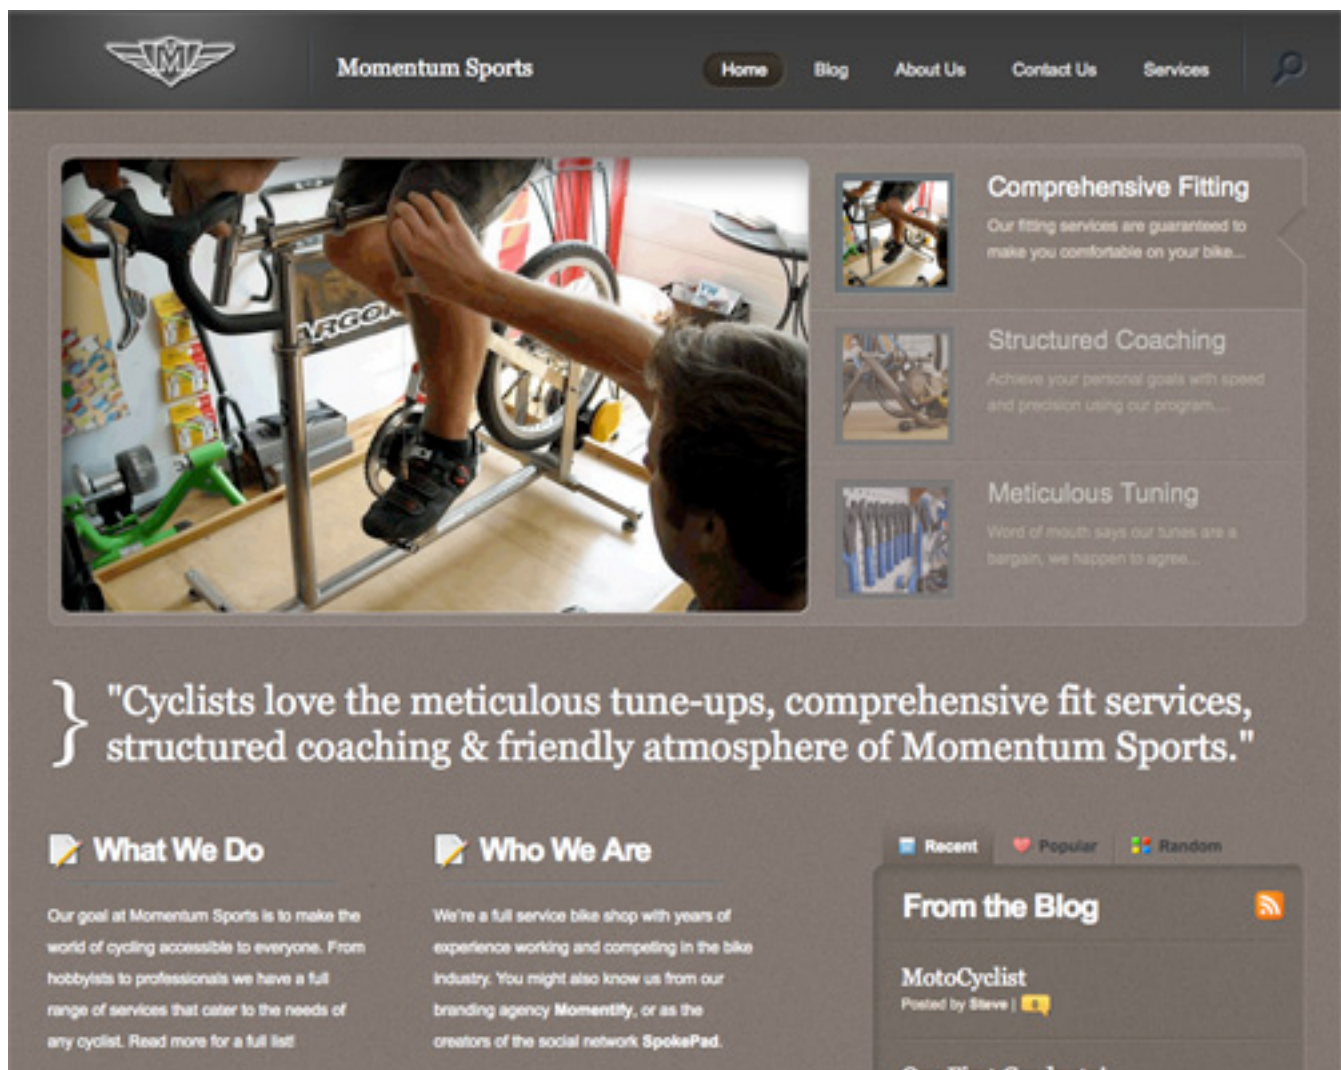 M
Momentum Sports
Home
Blog
About Us
Contact Us
Services
ARGON
Comprehensive Fitting
Our fitting services are guaranteed to
make you comfortable on your bike...
Structured Coaching
Achieve your personal goals with speed
and precision using our program....
Meticulous Tuning
Word of mouth says our tunes are a
bargain, we happen to agree...
} "Cyclists love the meticulous tune-ups, comprehensive fit services,
structured coaching & friendly atmosphere of Momentum Sports."
What We Do
Our goal at Momentum Sports is to make the
world of cycling accessible to everyone. From
hobbyists to professionals we have a full
range of services that cater to the needs of
any cyclist. Read more for a full list!
Who We Are
We're a full service bike shop with years of
experience working and competing in the bike
industry. You might also know us from our
branding agency Momentify, or as the
creators of the social network SpokePad.
Recent
Popular
Random
From the Blog
MotoCyclist
Posted by Steve |